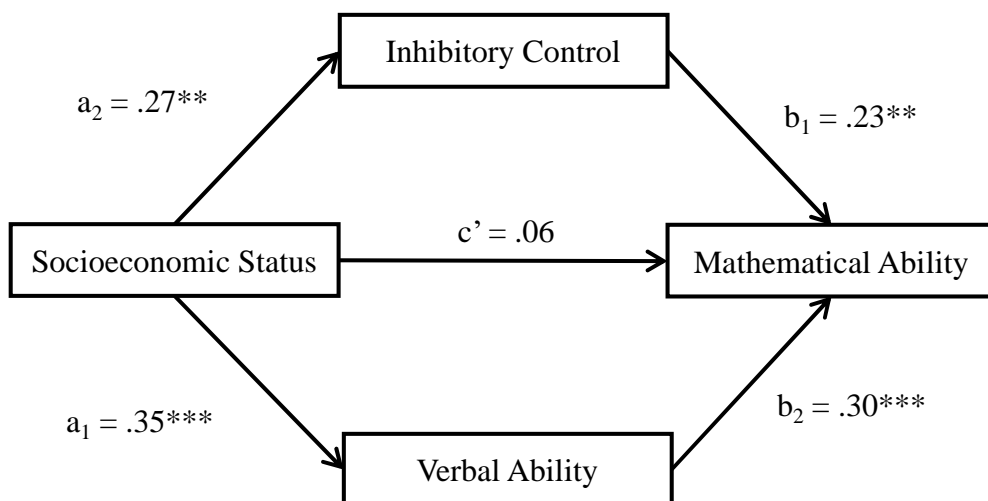 Inhibitory Control
a₂ = .27**
b₁ = .23**
c’ = .06
Socioeconomic Status
Mathematical Ability
a₁ = .35***
b₂ = .30***
Verbal Ability